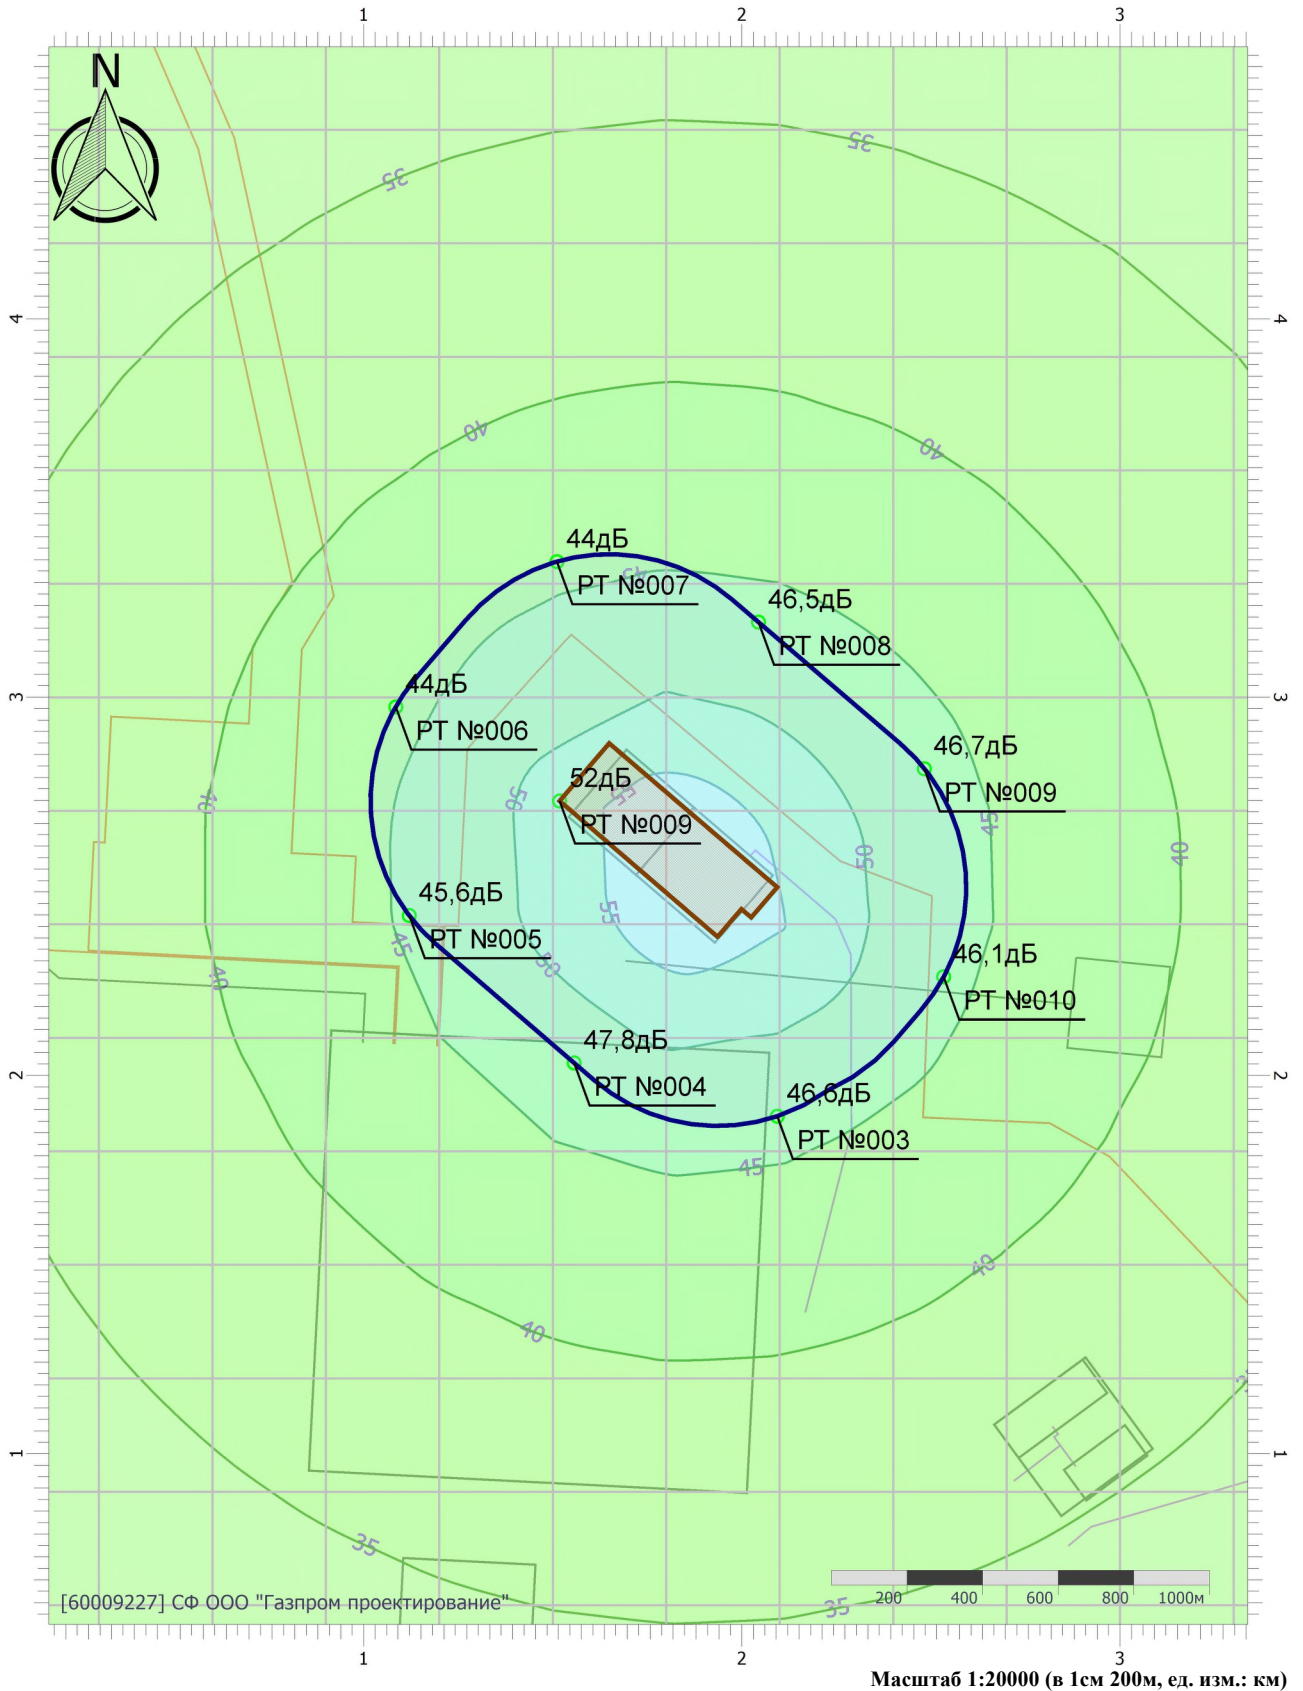 1 2 3
N
35
35
4 4
40
40
44дБ
45
РТ №007
46,5дБ
РТ №008
44дБ
3 3
РТ №006
46,7дБ
52дБ
55
РТ №009
50
40
45
РТ №009
50
40
45,6дБ
55
РТ №005
45
50
46,1дБ
40
РТ №010
47,8дБ
2 2
РТ №004
46,6дБ
РТ №003
45
40
40
1 1
35
[60009227] СФ ООО "Газпром проектирование"
35
200 400 600 800 1000м
1 2 3
Масштаб 1:20000 (в 1см 200м, ед. изм.: км)